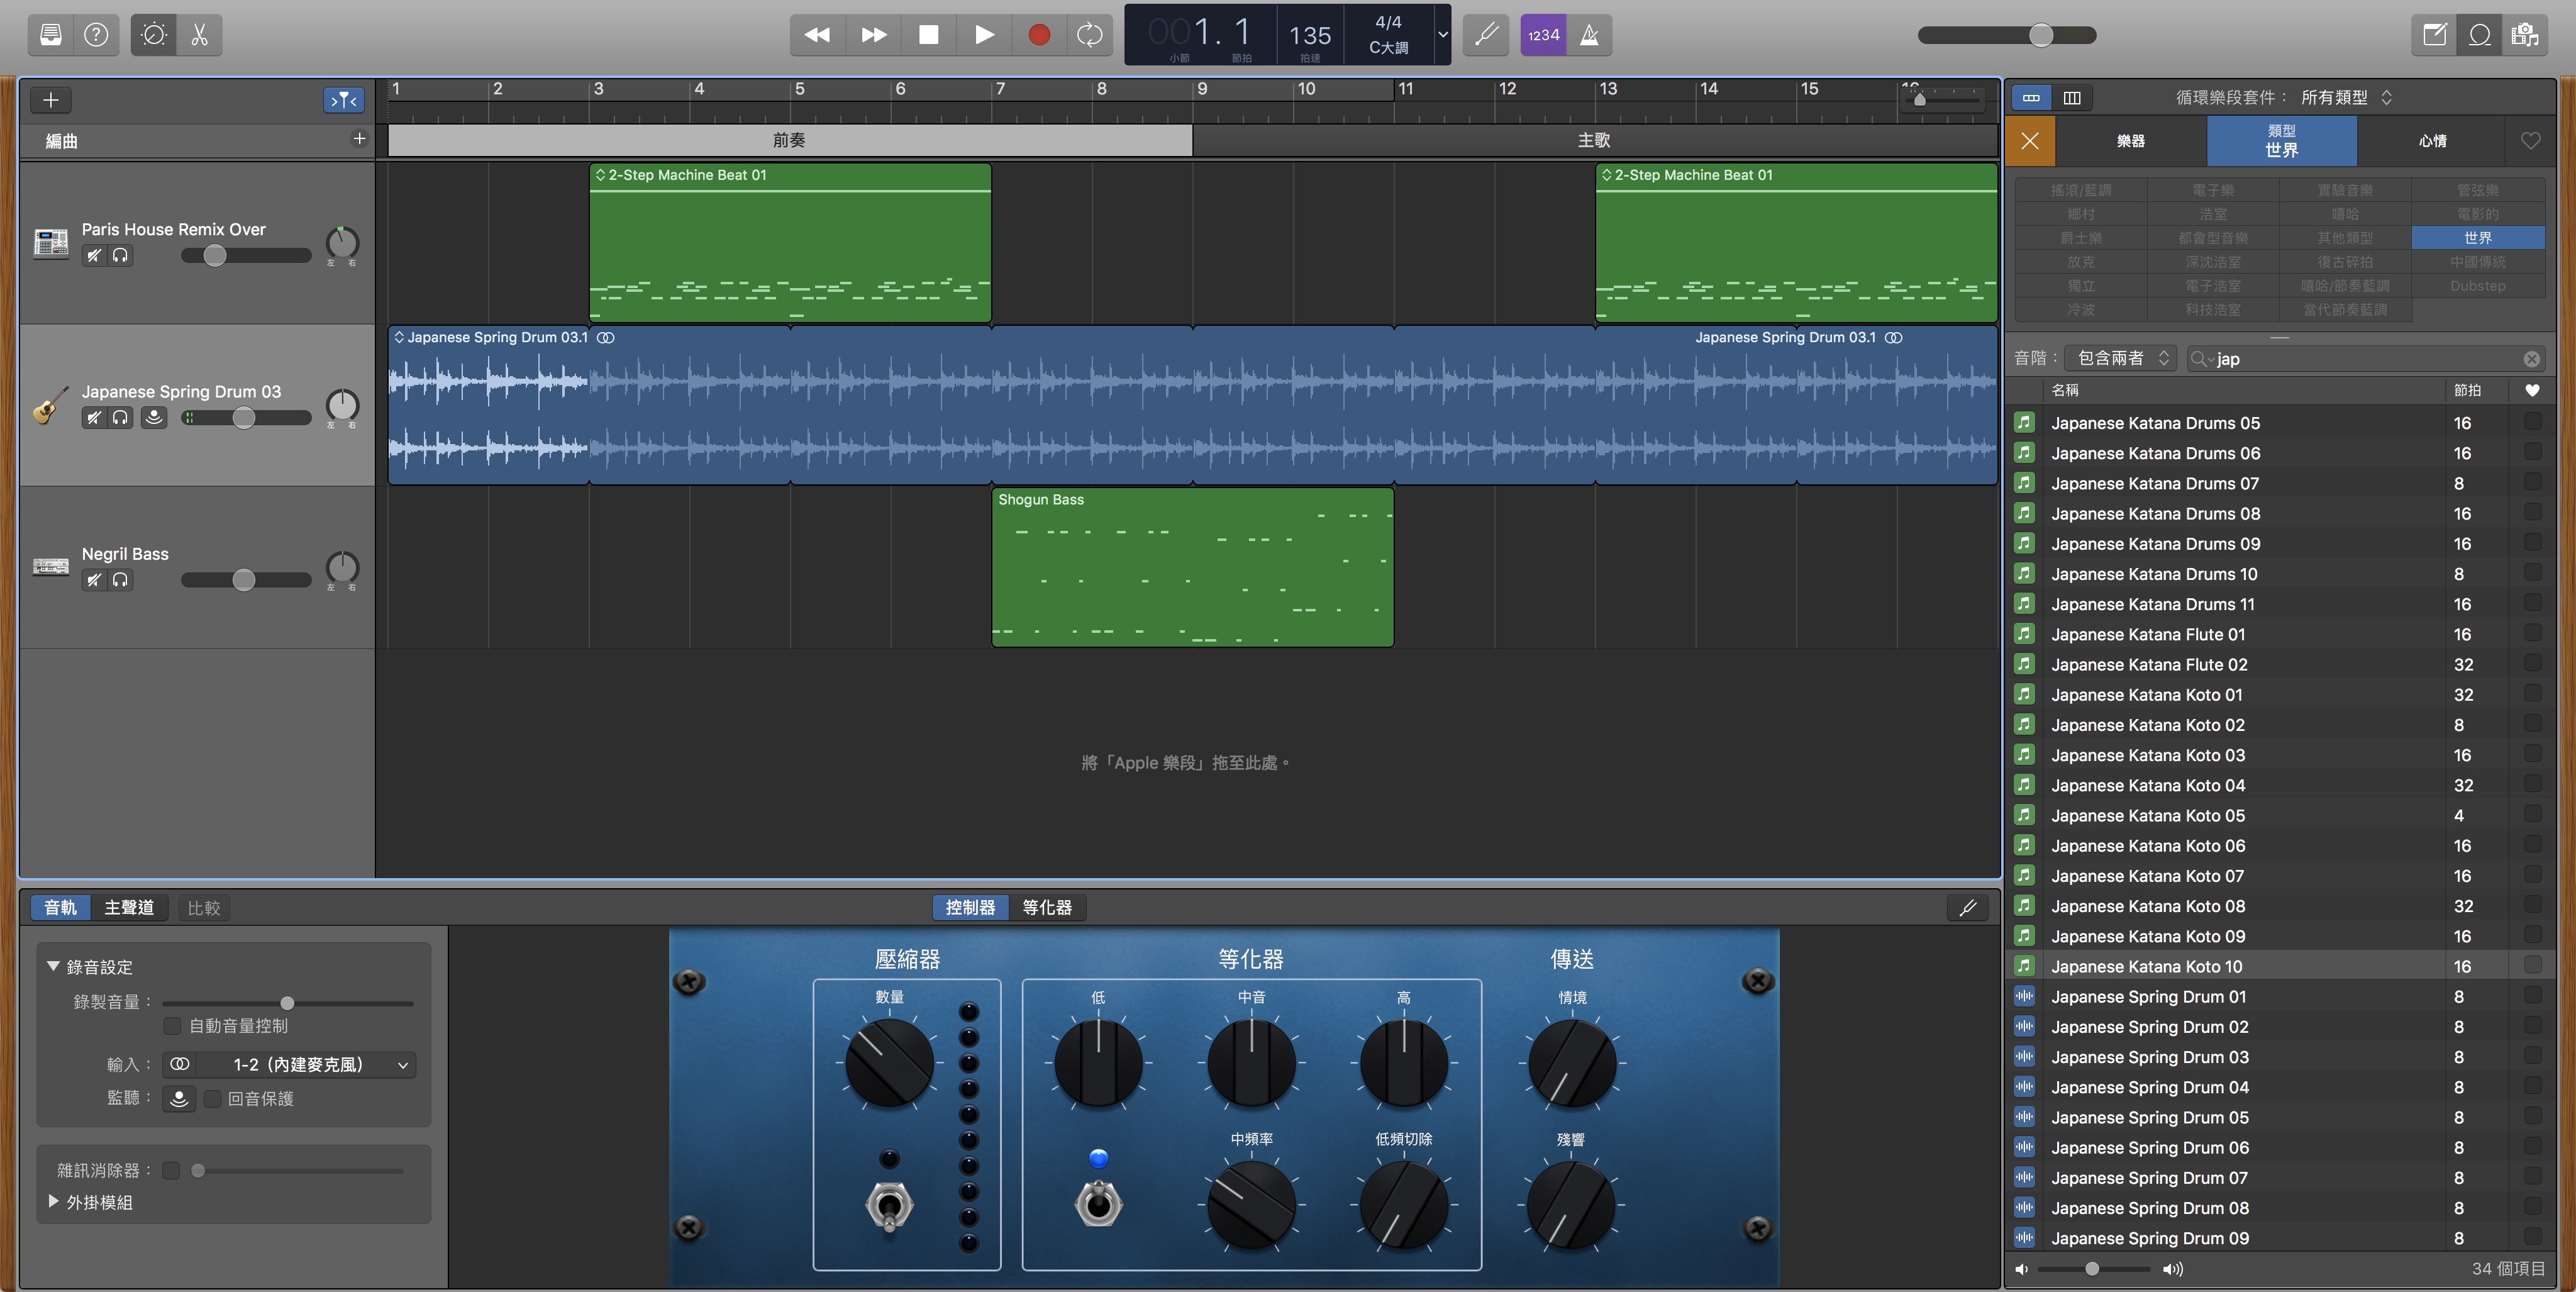 001. 1
小節
節拍
135
拍速
4/4
C大調
1234
1 2 3 4 5 6 7 8 9 10 11 12 13 14 15 16
編曲
前奏
主歌
Paris House Remix Over
左 右
2-Step Machine Beat 01
2-Step Machine Beat 01
Japanese Spring Drum 03
左 右
Japanese Spring Drum 03.1
Japanese Spring Drum 03.1
Negril Bass
左 右
Shogun Bass
將「Apple 樂段」拖至此處。
音軌
主聲道
比較
控制器
等化器
錄音設定
錄製音量：
自動音量控制
輸入：
1-2（內建麥克風）
監聽：
回音保護
雜訊消除器：
外掛模組
壓縮器
等化器
傳送
數量
低
中音
高
情境
中頻率
低頻切除
殘響
循環樂段套件：
所有類型
樂器
類型
世界
心情
搖滾/藍調 電子樂 實驗音樂 管弦樂
鄉村 浩室 嘻哈 電影的
爵士樂 都會型音樂 其他類型 世界
放克 深沈浩室 復古碎拍 中國傳統
獨立 電子浩室 嘻哈/節奏藍調 Dubstep
冷波 科技浩室 當代節奏藍調
音階：
包含兩者
jap
名稱 節拍
Japanese Katana Drums 05 16
Japanese Katana Drums 06 16
Japanese Katana Drums 07 8
Japanese Katana Drums 08 16
Japanese Katana Drums 09 16
Japanese Katana Drums 10 8
Japanese Katana Drums 11 16
Japanese Katana Flute 01 16
Japanese Katana Flute 02 32
Japanese Katana Koto 01 32
Japanese Katana Koto 02 8
Japanese Katana Koto 03 16
Japanese Katana Koto 04 32
Japanese Katana Koto 05 4
Japanese Katana Koto 06 16
Japanese Katana Koto 07 16
Japanese Katana Koto 08 32
Japanese Katana Koto 09 16
Japanese Katana Koto 10 16
Japanese Spring Drum 01 8
Japanese Spring Drum 02 8
Japanese Spring Drum 03 8
Japanese Spring Drum 04 8
Japanese Spring Drum 05 8
Japanese Spring Drum 06 8
Japanese Spring Drum 07 8
Japanese Spring Drum 08 8
Japanese Spring Drum 09 8
34 個項目